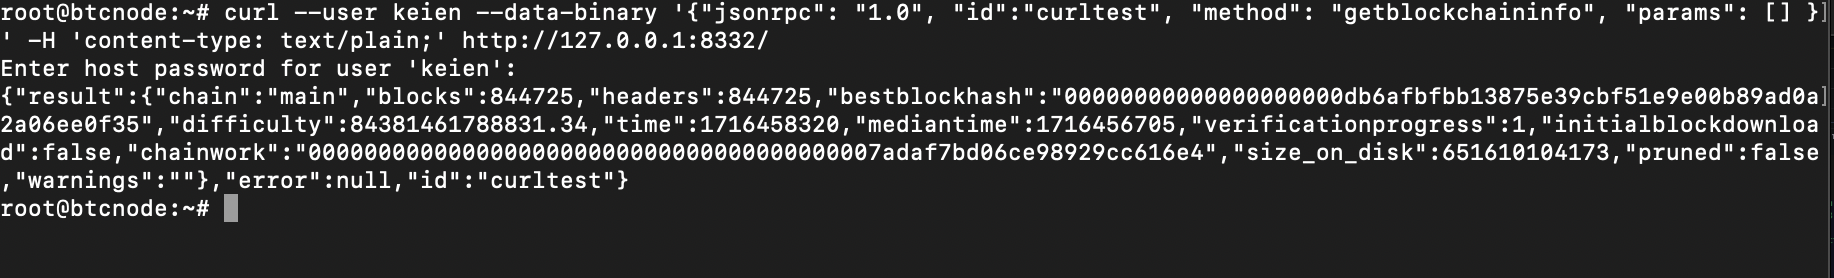 root@btcnode:~# curl --user keien --data-binary '{"jsonrpc": "1.0", "id":"curltest", "method": "getblockchaininfo", "params": [] }
' -H 'content-type: text/plain;' http://127.0.0.1:8332/
Enter host password for user 'keien':
{"result":{"chain":"main","blocks":844725,"headers":844725,"bestblockhash":"00000000000000000000db6afbfbb13875e39cbf51e9e00b89ad0a
2a06ee0f35","difficulty":84381461788831.34,"time":1716458320,"mediantime":1716456705,"verificationprogress":1,"initialblockdownloa
d":false,"chainwork":"00000000000000000000000000000000000000007adaf7bd06ce98929cc616e4","size_on_disk":651610104173,"pruned":false
,"warnings":""},"error":null,"id":"curltest"}
root@btcnode:~#